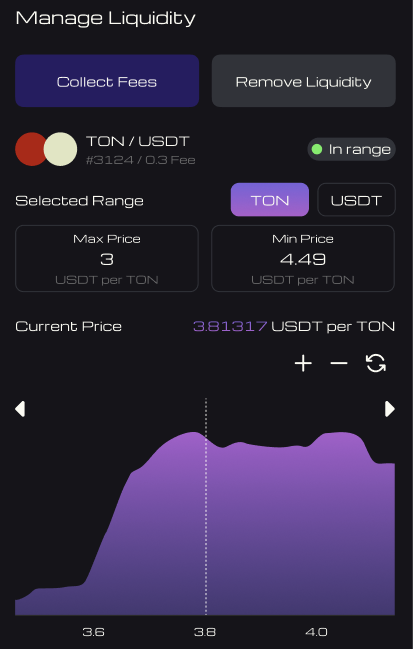 Manage Liquidity
Collect Fees
Remove Liquidity
TON / USDT
#3124 / 0.3 Fee
In range
Selected Range
TON
USDT
Max Price
3
USDT per TON
Min Price
4.49
USDT per TON
Current Price
3.81317 USDT per TON
3.6
3.8
4.0